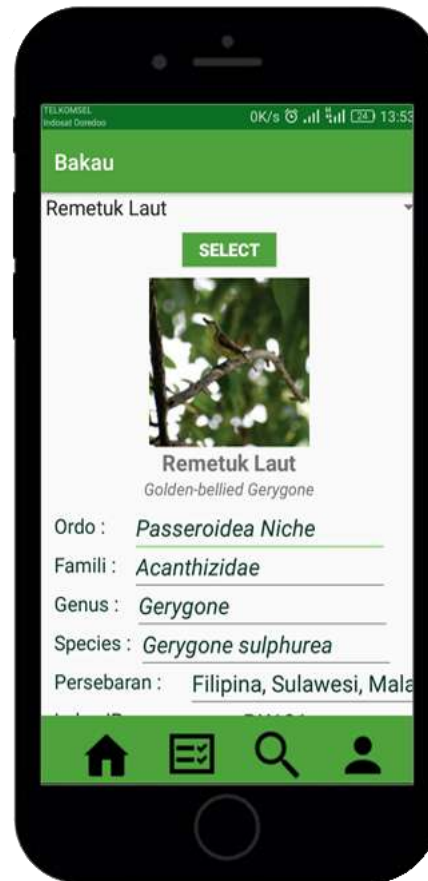 TELKOMSEL
Indosat Ooredoo
0K/s 24 13:53
Bakau
Remetuk Laut
SELECT
Remetuk Laut
Golden-bellied Gerygone
Ordo : Passeroidea Niche
Famili : Acanthizidae
Genus : Gerygone
Species : Gerygone sulphurea
Persebaran : Filipina, Sulawesi, Mala